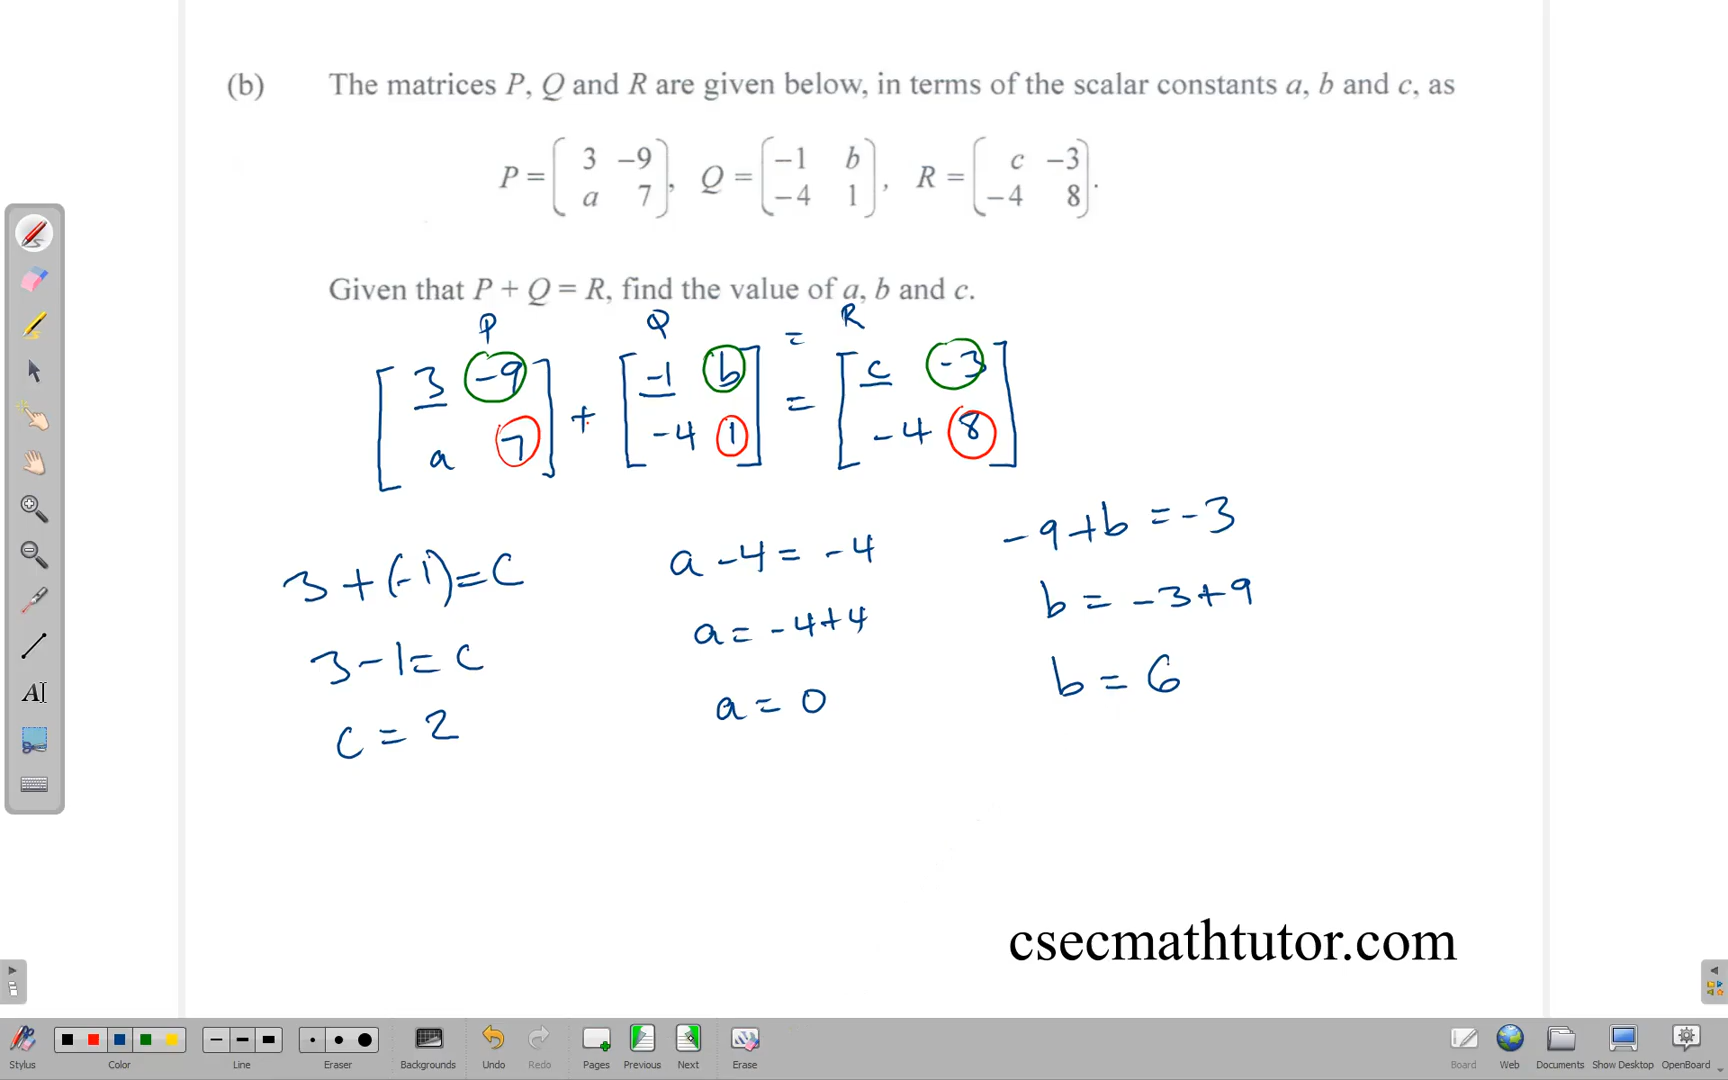 (b) The matrices P, Q and R are given below, in terms of the scalar constants a, b and c, as
P = [ 3 −9 ; a 7 ], Q = [ −1 b ; −4 1 ], R = [ c −3 ; −4 8 ].
Given that P + Q = R, find the value of a, b and c.
P Q = R
[ 3 -9 ] + [ -1 b ] = [ c -3 ]
[ a 7 ] [ -4 1 ] [ -4 8 ]
3 + (-1) = C
3 - 1 = C
C = 2
a - 4 = - 4
a = - 4 + 4
a = 0
- 9 + b = - 3
b = - 3 + 9
b = 6
csecmathtutor.com
Stylus Color Line Eraser Backgrounds Undo Redo Pages Previous Next Erase Board Web Documents Show Desktop OpenBoard